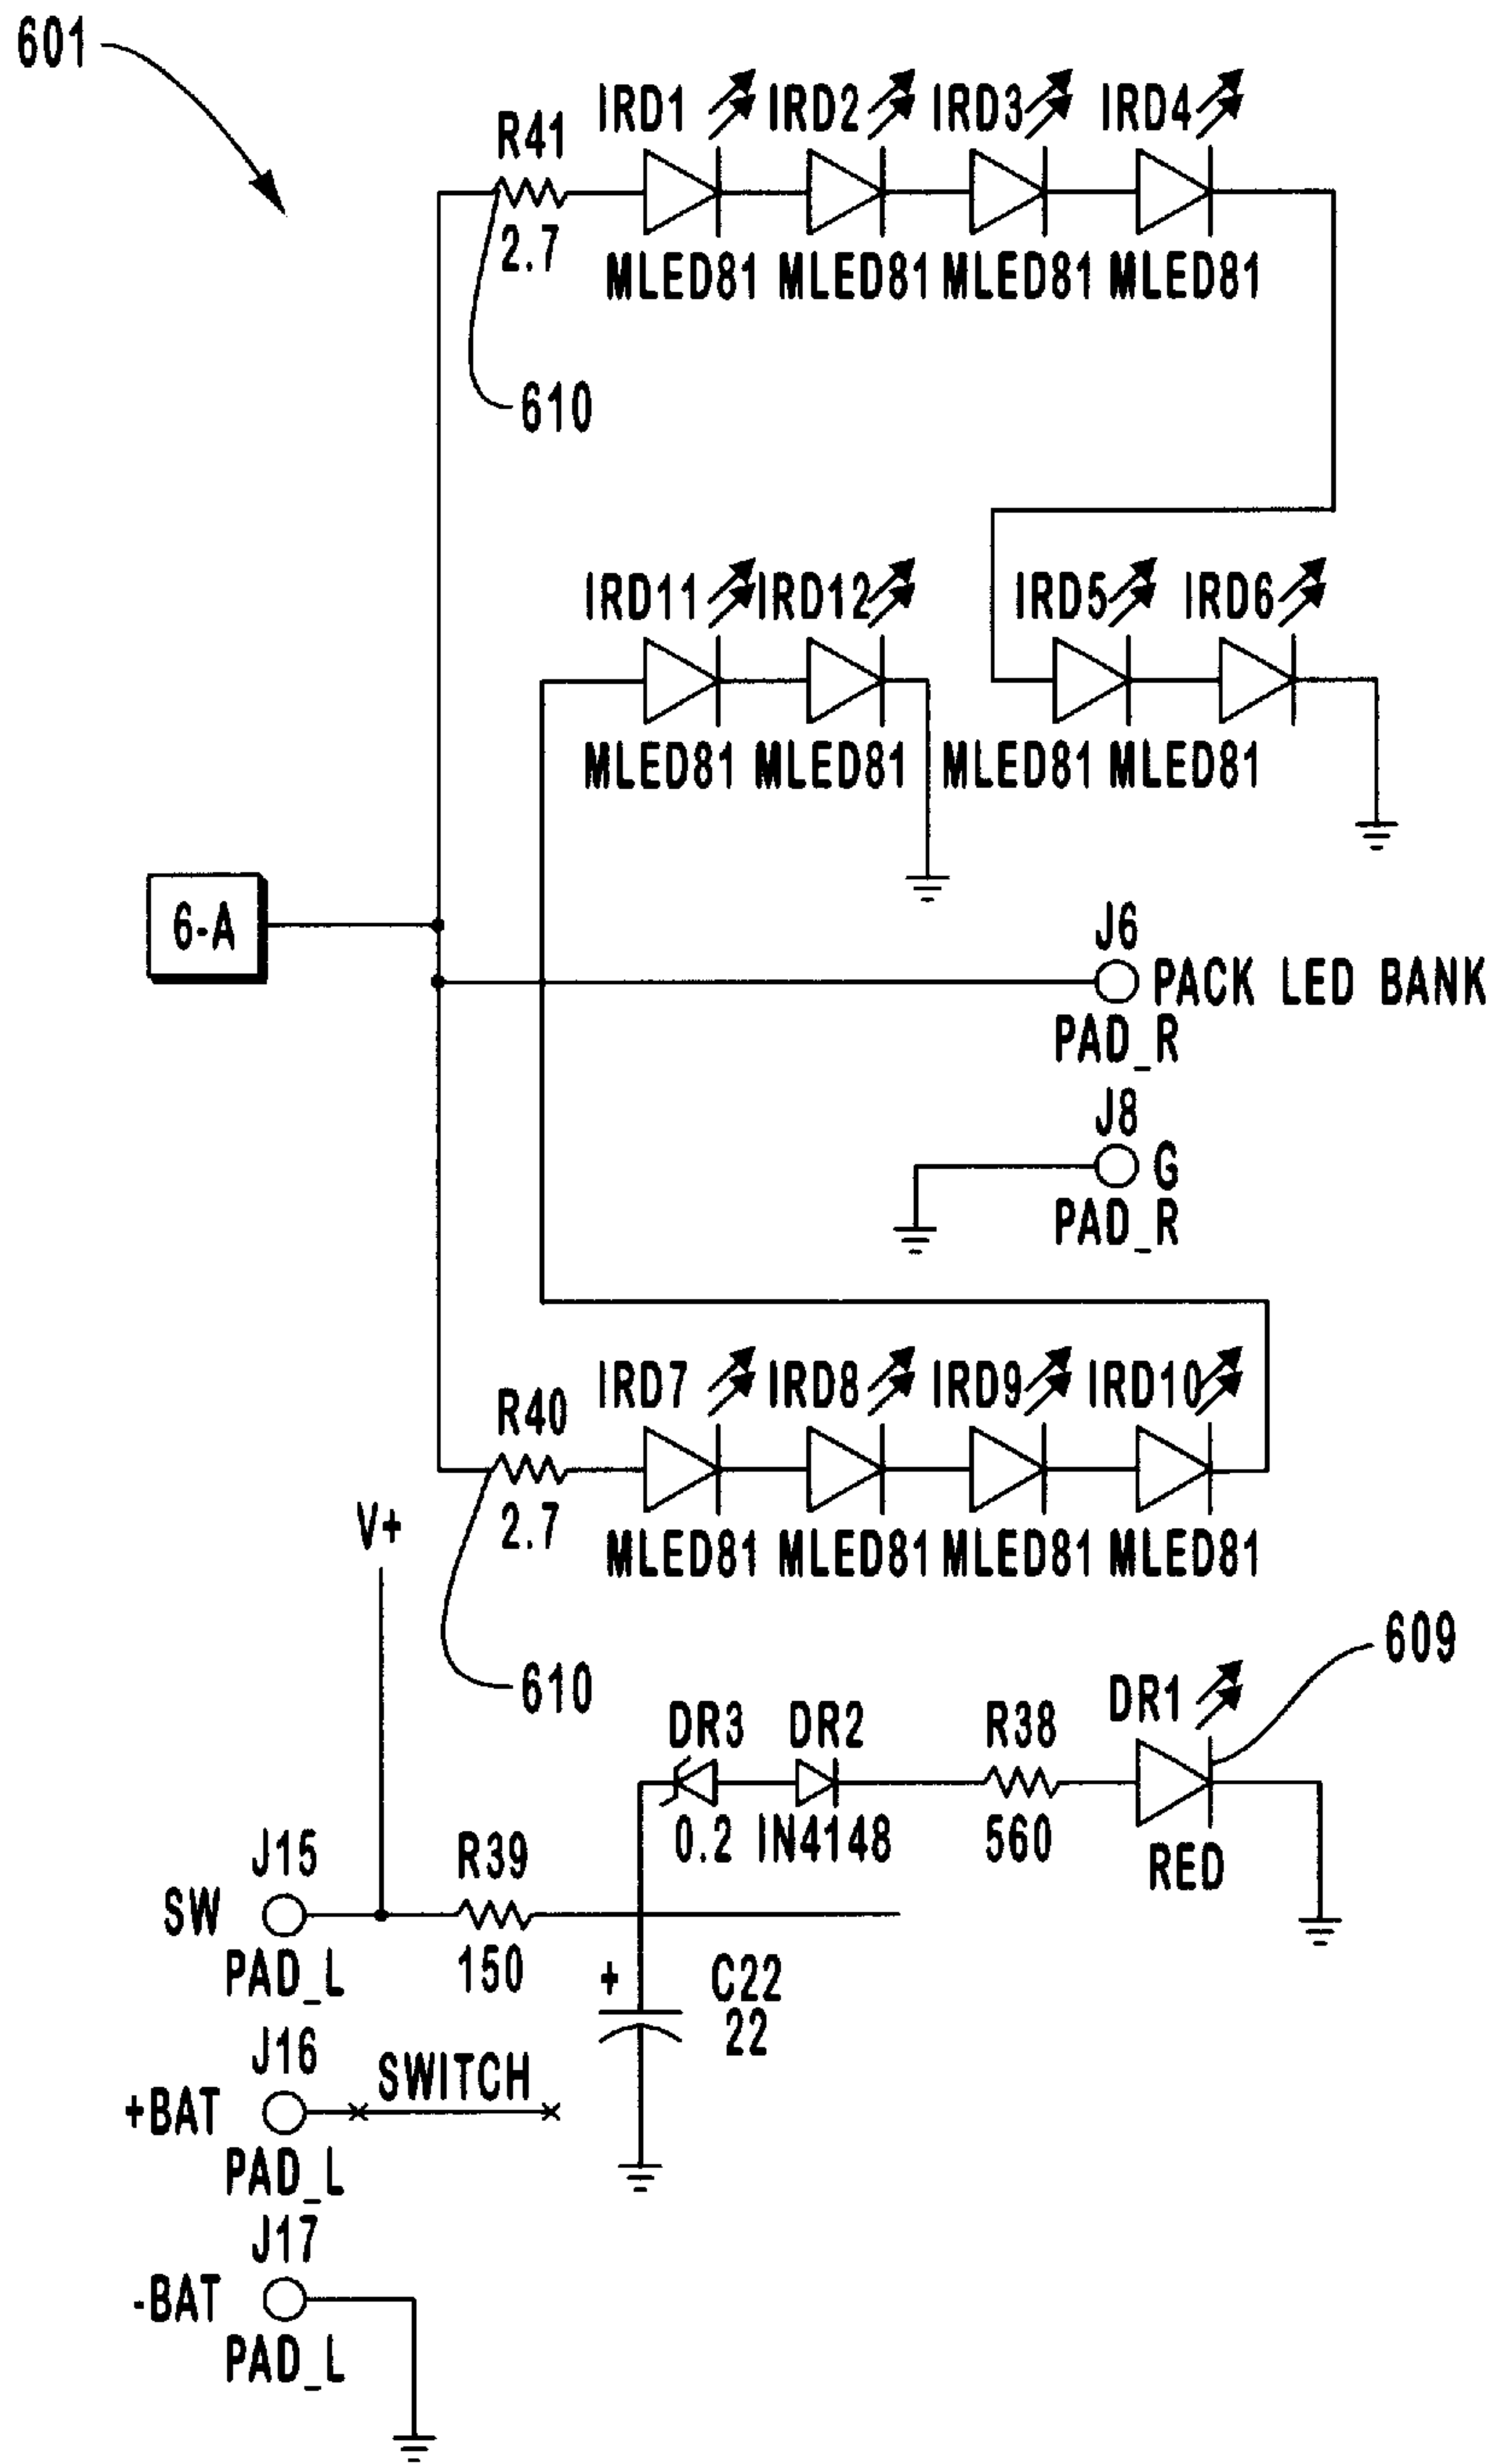 601
IRD1 IRD2 IRD3 IRD4
R41
2.7
MLED81 MLED81 MLED81 MLED81
610
IRD11 IRD12 IRD5 IRD6
MLED81 MLED81 MLED81 MLED81
6-A
J6
PACK LED BANK
PAD_R
J8
G
PAD_R
IRD7 IRD8 IRD9 IRD10
R40
2.7
MLED81 MLED81 MLED81 MLED81
V+
609
610
DR3 DR2 R38 DR1
0.2 IN4148 560 RED
J15 R39
SW
PAD_L 150
+ C22
22
J16
SWITCH
+BAT
PAD_L
J17
-BAT
PAD_L